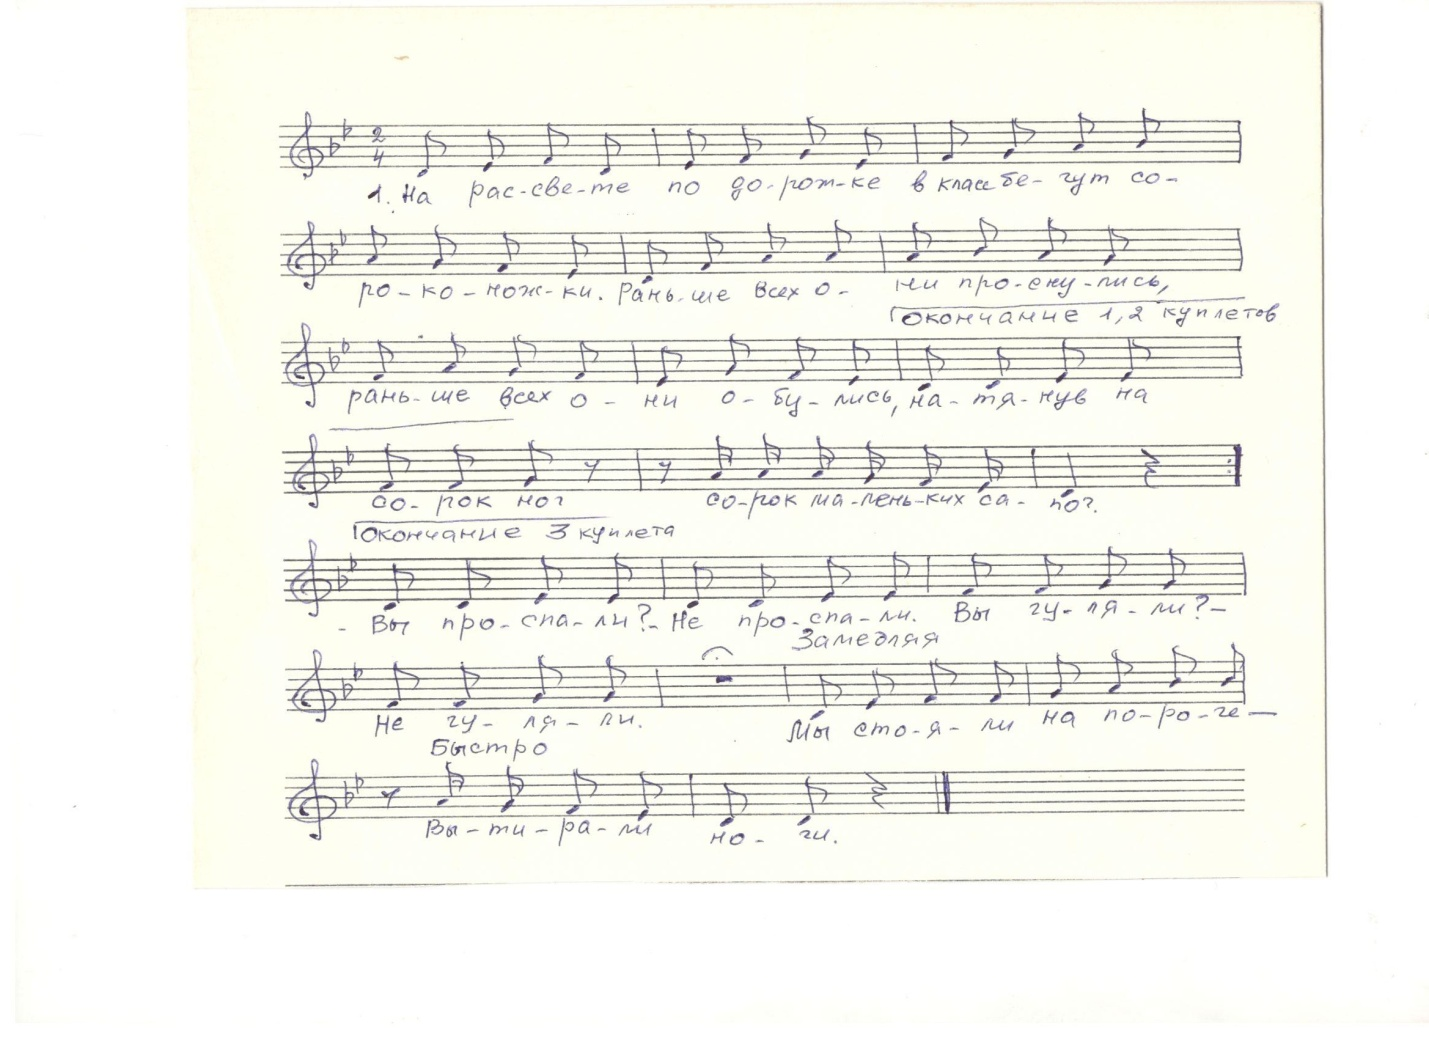 2
4
1. На рас-све-те по до-рож-ке в класс бе-гут со-
ро-ко-нож-ки. Рань-ше всех о- ни про-сну-лись,
Окончание 1, 2 куплетов
рань-ше всех о- ни о-бу-лись, на-тя-нув на
со-рок ног со-рок ма-лень-ких са- пог.
Окончание 3 куплета
- Вы про-спа-ли?- Не про-спа-ли. Вы гу-ля-ли?-
Замедляя
Не гу-ля-ли. Мы сто-я-ли на по-ро-ге—
Быстро
Вы-ти-ра-ли но-ги.